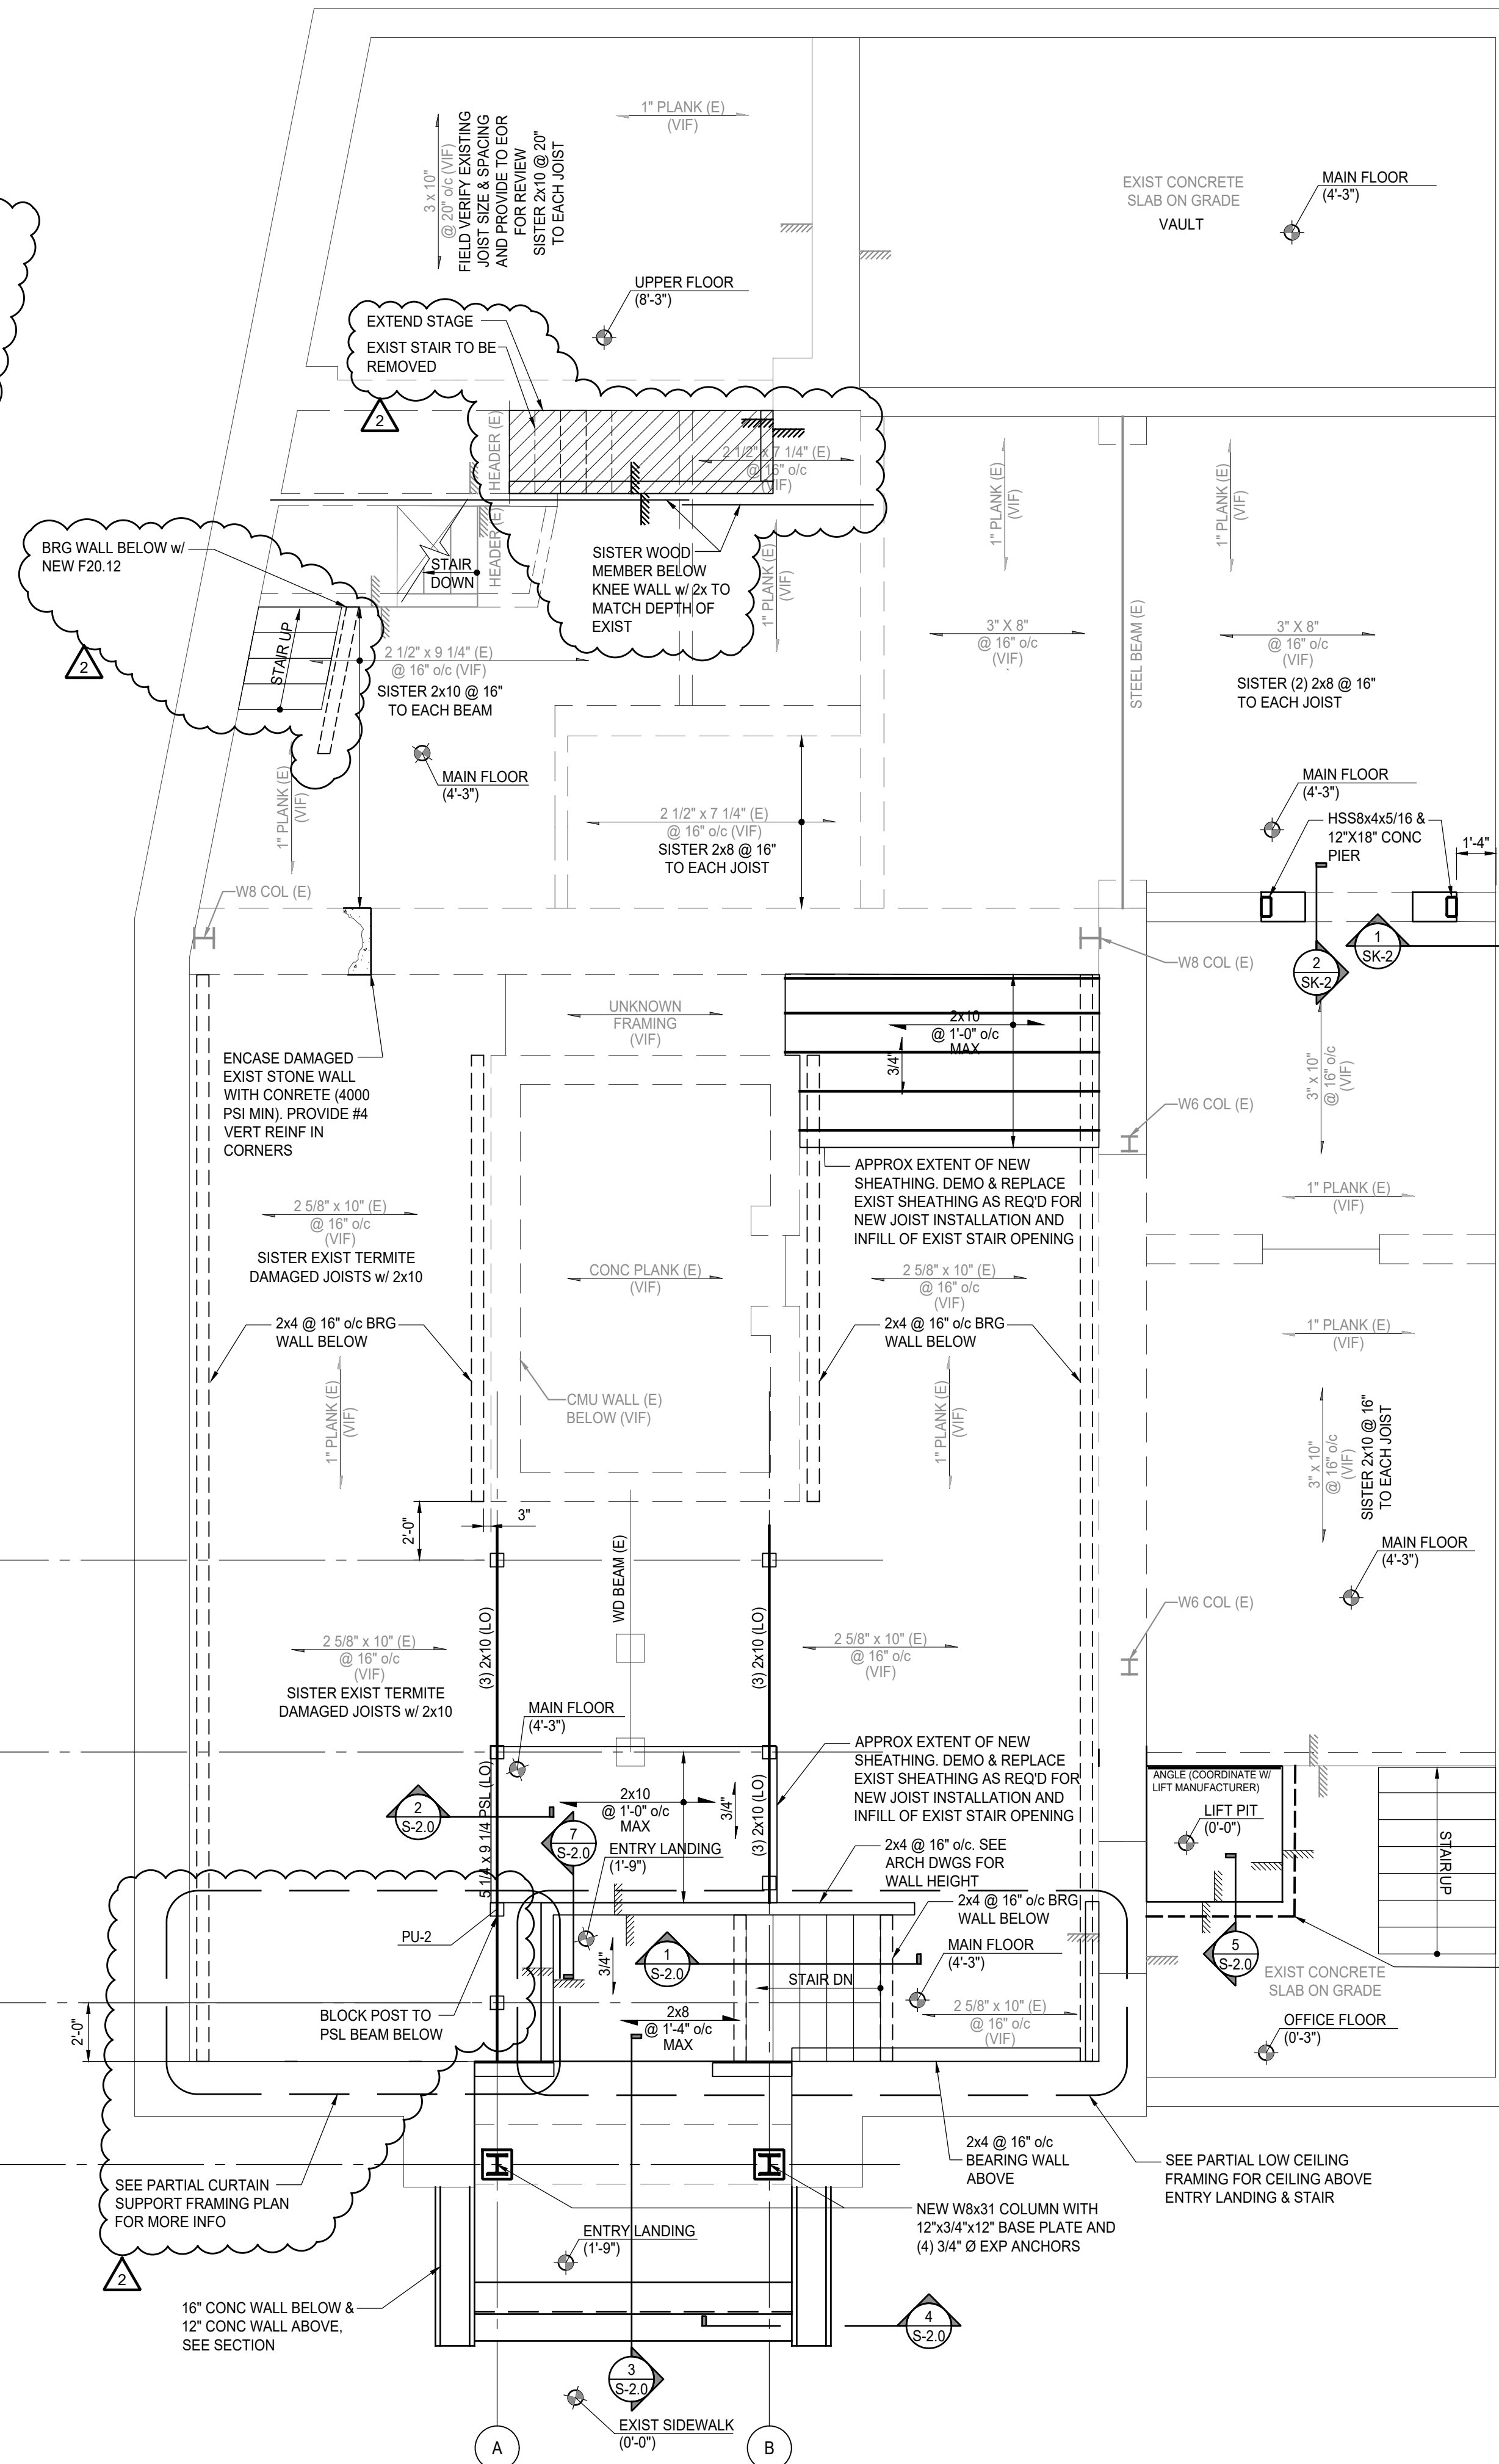 1" PLANK (E)
(VIF)
3 x 10"
@ 20" o/c (VIF)
FIELD VERIFY EXISTING
JOIST SIZE & SPACING
AND PROVIDE TO EOR
FOR REVIEW
SISTER 2x10 @ 20"
TO EACH JOIST
EXIST CONCRETE
SLAB ON GRADE
VAULT
MAIN FLOOR
(4'-3")
UPPER FLOOR
(8'-3")
EXTEND STAGE
EXIST STAIR TO BE
REMOVED
2
HEADER (E)
2 1/2" x 7 1/4" (E)
@ 16" o/c
(VIF)
1" PLANK (E)
(VIF)
1" PLANK (E)
(VIF)
BRG WALL BELOW w/
NEW F20.12
2
STAIR UP
STAIR
DOWN
HEADER (E)
SISTER WOOD
MEMBER BELOW
KNEE WALL w/ 2x TO
MATCH DEPTH OF
EXIST
1" PLANK (E)
(VIF)
3" X 8"
@ 16" o/c
(VIF)
STEEL BEAM (E)
3" X 8"
@ 16" o/c
(VIF)
SISTER (2) 2x8 @ 16"
TO EACH JOIST
2 1/2" x 9 1/4" (E)
@ 16" o/c (VIF)
SISTER 2x10 @ 16"
TO EACH BEAM
MAIN FLOOR
(4'-3")
1" PLANK (E)
(VIF)
2 1/2" x 7 1/4" (E)
@ 16" o/c (VIF)
SISTER 2x8 @ 16"
TO EACH JOIST
MAIN FLOOR
(4'-3")
HSS8x4x5/16 &
12"X18" CONC
PIER
1'-4"
W8 COL (E)
1
SK-2
2
SK-2
W8 COL (E)
UNKNOWN
FRAMING
(VIF)
2x10
@ 1'-0" o/c
MAX
3/4"
ENCASE DAMAGED
EXIST STONE WALL
WITH CONRETE (4000
PSI MIN). PROVIDE #4
VERT REINF IN
CORNERS
3" x 10"
@ 16" o/c
(VIF)
W6 COL (E)
APPROX EXTENT OF NEW
SHEATHING. DEMO & REPLACE
EXIST SHEATHING AS REQ'D FOR
NEW JOIST INSTALLATION AND
INFILL OF EXIST STAIR OPENING
1" PLANK (E)
(VIF)
2 5/8" x 10" (E)
@ 16" o/c
(VIF)
SISTER EXIST TERMITE
DAMAGED JOISTS w/ 2x10
CONC PLANK (E)
(VIF)
2 5/8" x 10" (E)
@ 16" o/c
(VIF)
2x4 @ 16" o/c BRG
WALL BELOW
2x4 @ 16" o/c BRG
WALL BELOW
1" PLANK (E)
(VIF)
1" PLANK (E)
(VIF)
CMU WALL (E)
BELOW (VIF)
1" PLANK (E)
(VIF)
3" x 10"
@ 16" o/c
(VIF)
SISTER 2x10 @ 16"
TO EACH JOIST
2'-0"
3"
WD BEAM (E)
MAIN FLOOR
(4'-3")
W6 COL (E)
(3) 2x10 (LO)
(3) 2x10 (LO)
2 5/8" x 10" (E)
@ 16" o/c
(VIF)
SISTER EXIST TERMITE
DAMAGED JOISTS w/ 2x10
2 5/8" x 10" (E)
@ 16" o/c
(VIF)
MAIN FLOOR
(4'-3")
APPROX EXTENT OF NEW
SHEATHING. DEMO & REPLACE
EXIST SHEATHING AS REQ'D FOR
NEW JOIST INSTALLATION AND
INFILL OF EXIST STAIR OPENING
ANGLE (COORDINATE W/
LIFT MANUFACTURER)
LIFT PIT
(0'-0")
STAIR UP
5 1/4 x 9 1/4 PSL (LO)
2x10
@ 1'-0" o/c
MAX
3/4"
(3) 2x10 (LO)
2
S-2.0
7
S-2.0
ENTRY LANDING
(1'-9")
2x4 @ 16" o/c. SEE
ARCH DWGS FOR
WALL HEIGHT
2x4 @ 16" o/c BRG
WALL BELOW
PU-2
3/4"
1
S-2.0
MAIN FLOOR
(4'-3")
5
S-2.0
EXIST CONCRETE
SLAB ON GRADE
STAIR DN
2'-0"
BLOCK POST TO
PSL BEAM BELOW
2x8
@ 1'-4" o/c
MAX
2 5/8" x 10" (E)
@ 16" o/c
(VIF)
OFFICE FLOOR
(0'-3")
SEE PARTIAL CURTAIN
SUPPORT FRAMING PLAN
FOR MORE INFO
2
2x4 @ 16" o/c
BEARING WALL
ABOVE
SEE PARTIAL LOW CEILING
FRAMING FOR CEILING ABOVE
ENTRY LANDING & STAIR
NEW W8x31 COLUMN WITH
12"x3/4"x12" BASE PLATE AND
(4) 3/4" Ø EXP ANCHORS
ENTRY LANDING
(1'-9")
16" CONC WALL BELOW &
12" CONC WALL ABOVE,
SEE SECTION
4
S-2.0
3
S-2.0
EXIST SIDEWALK
(0'-0")
A
B